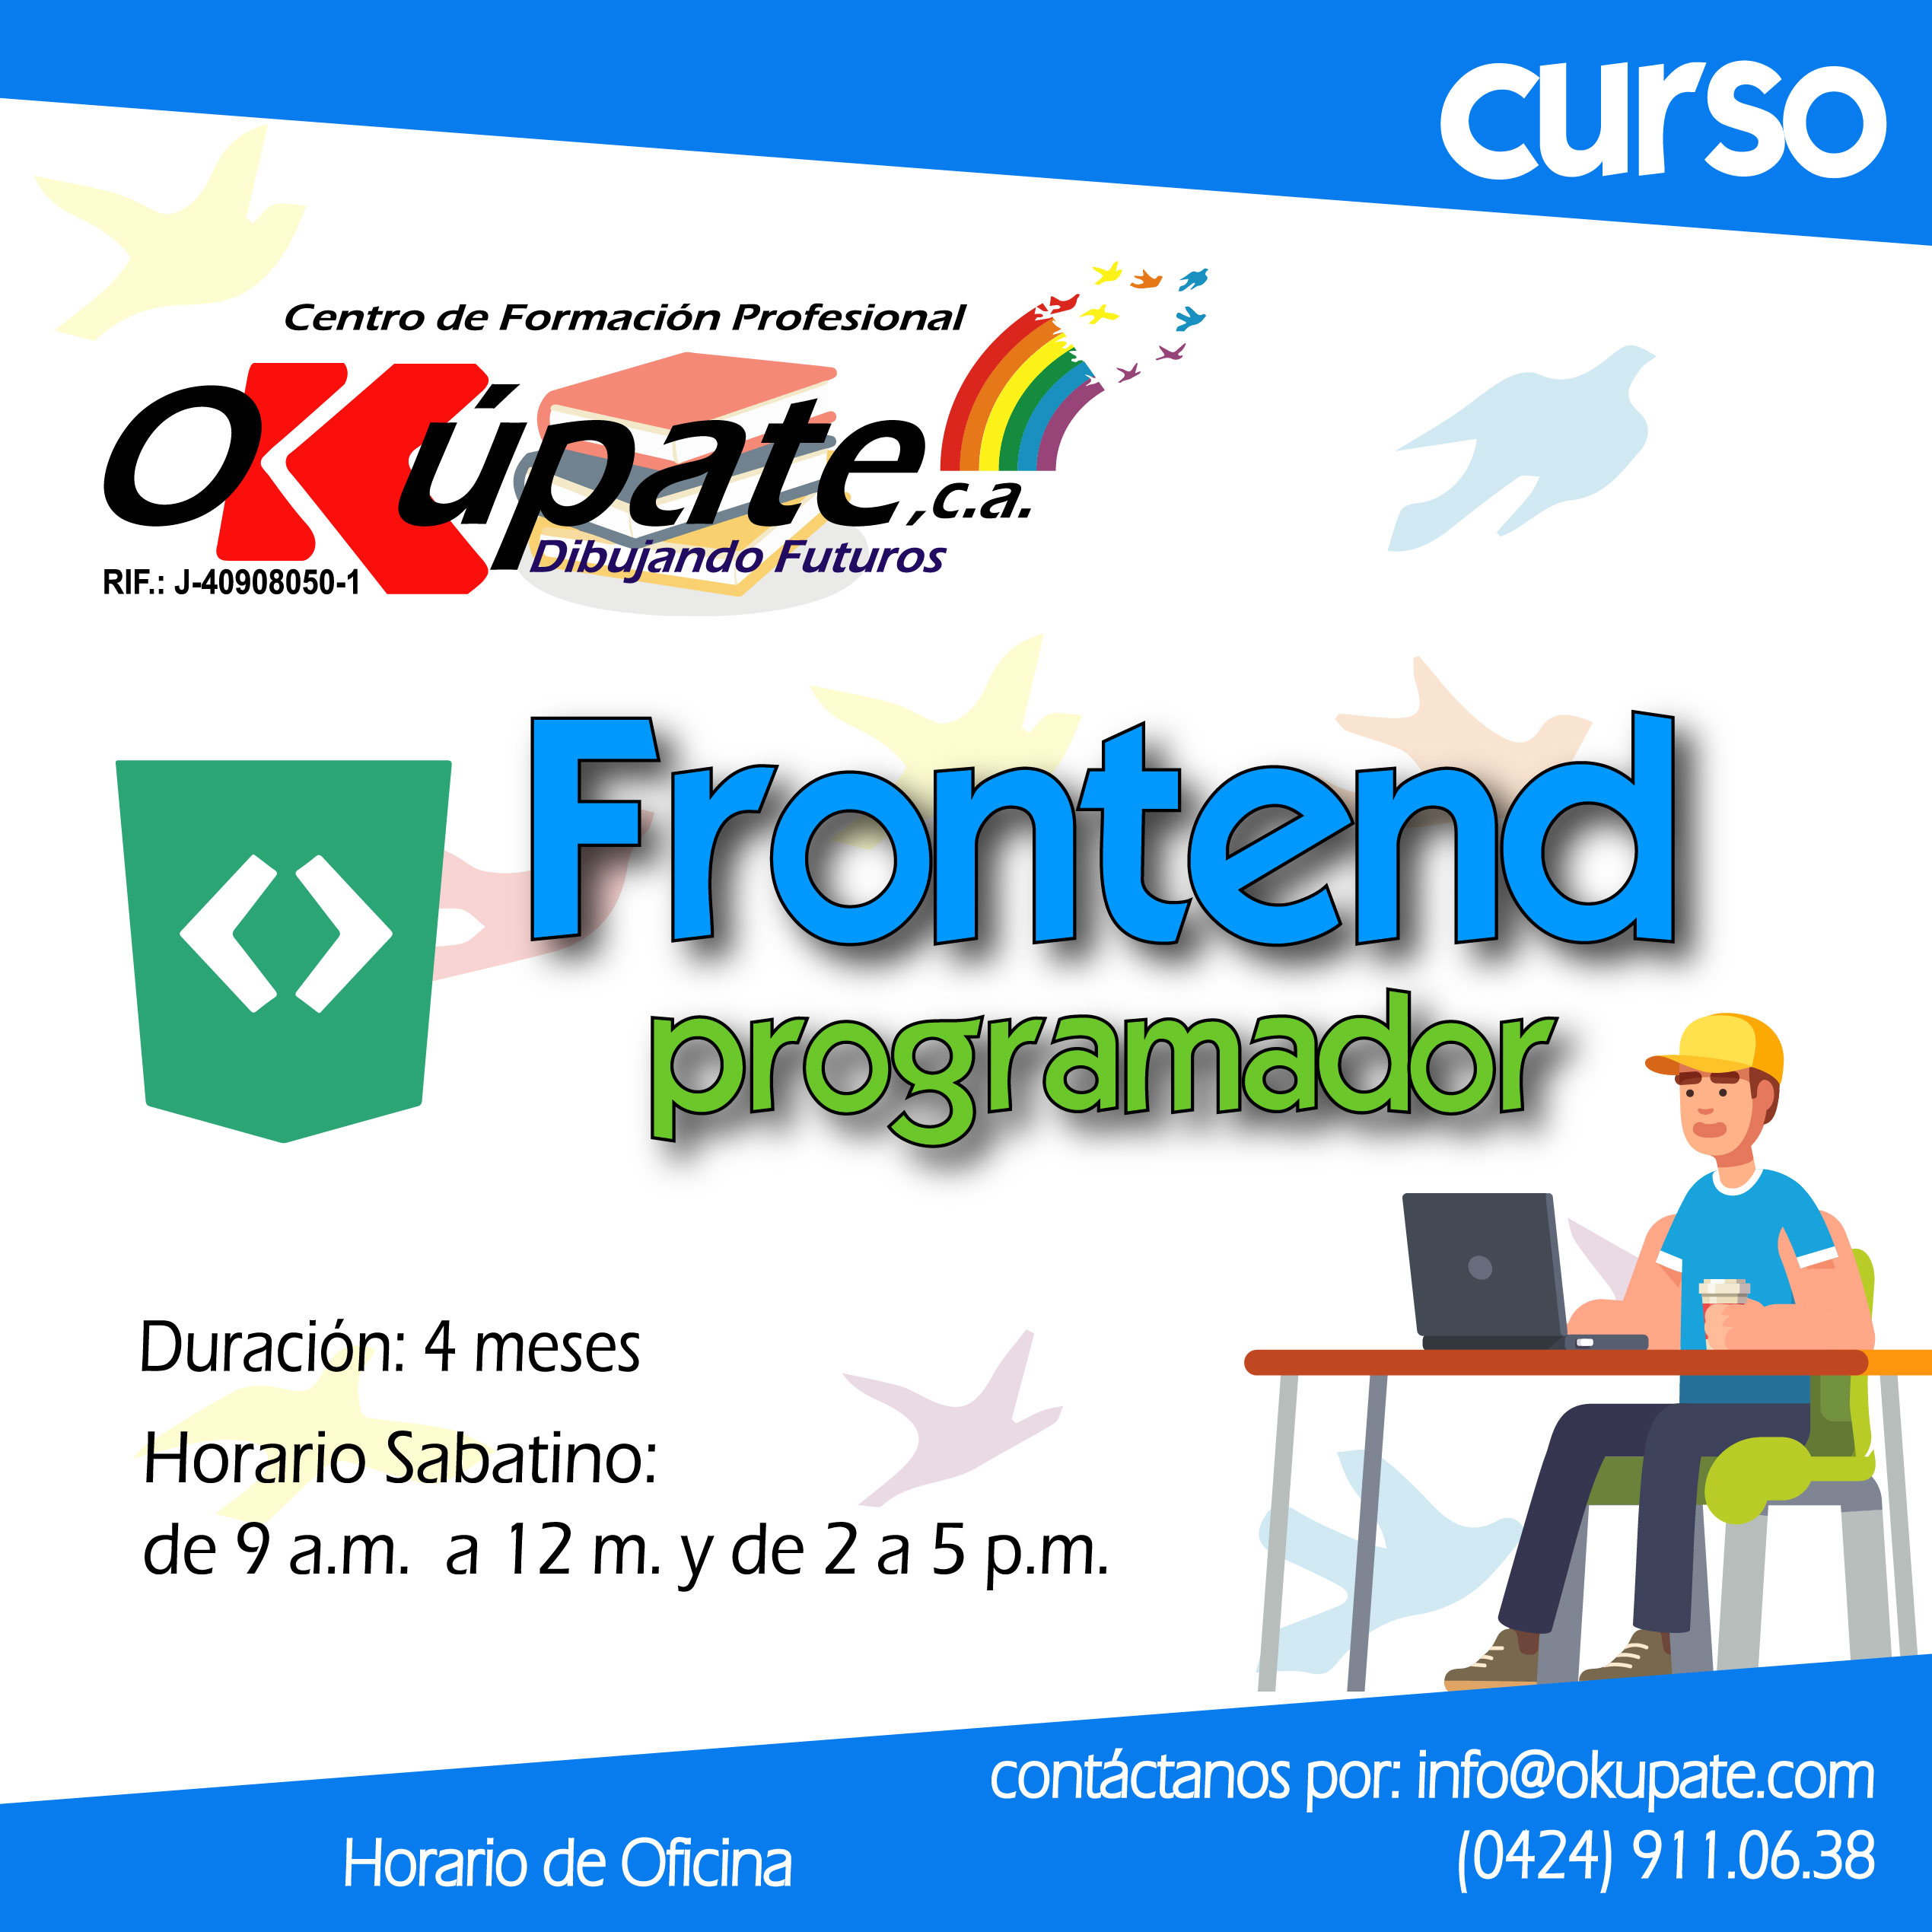 curso
Centro de Formación Profesional
oKúpate, c.a.
Dibujando Futuros
RIF.: J-40908050-1
Frontend
programador
Duración: 4 meses
Horario Sabatino:
de 9 a.m. a 12 m. y de 2 a 5 p.m.
contáctanos por: info@okupate.com
(0424) 911.06.38
Horario de Oficina